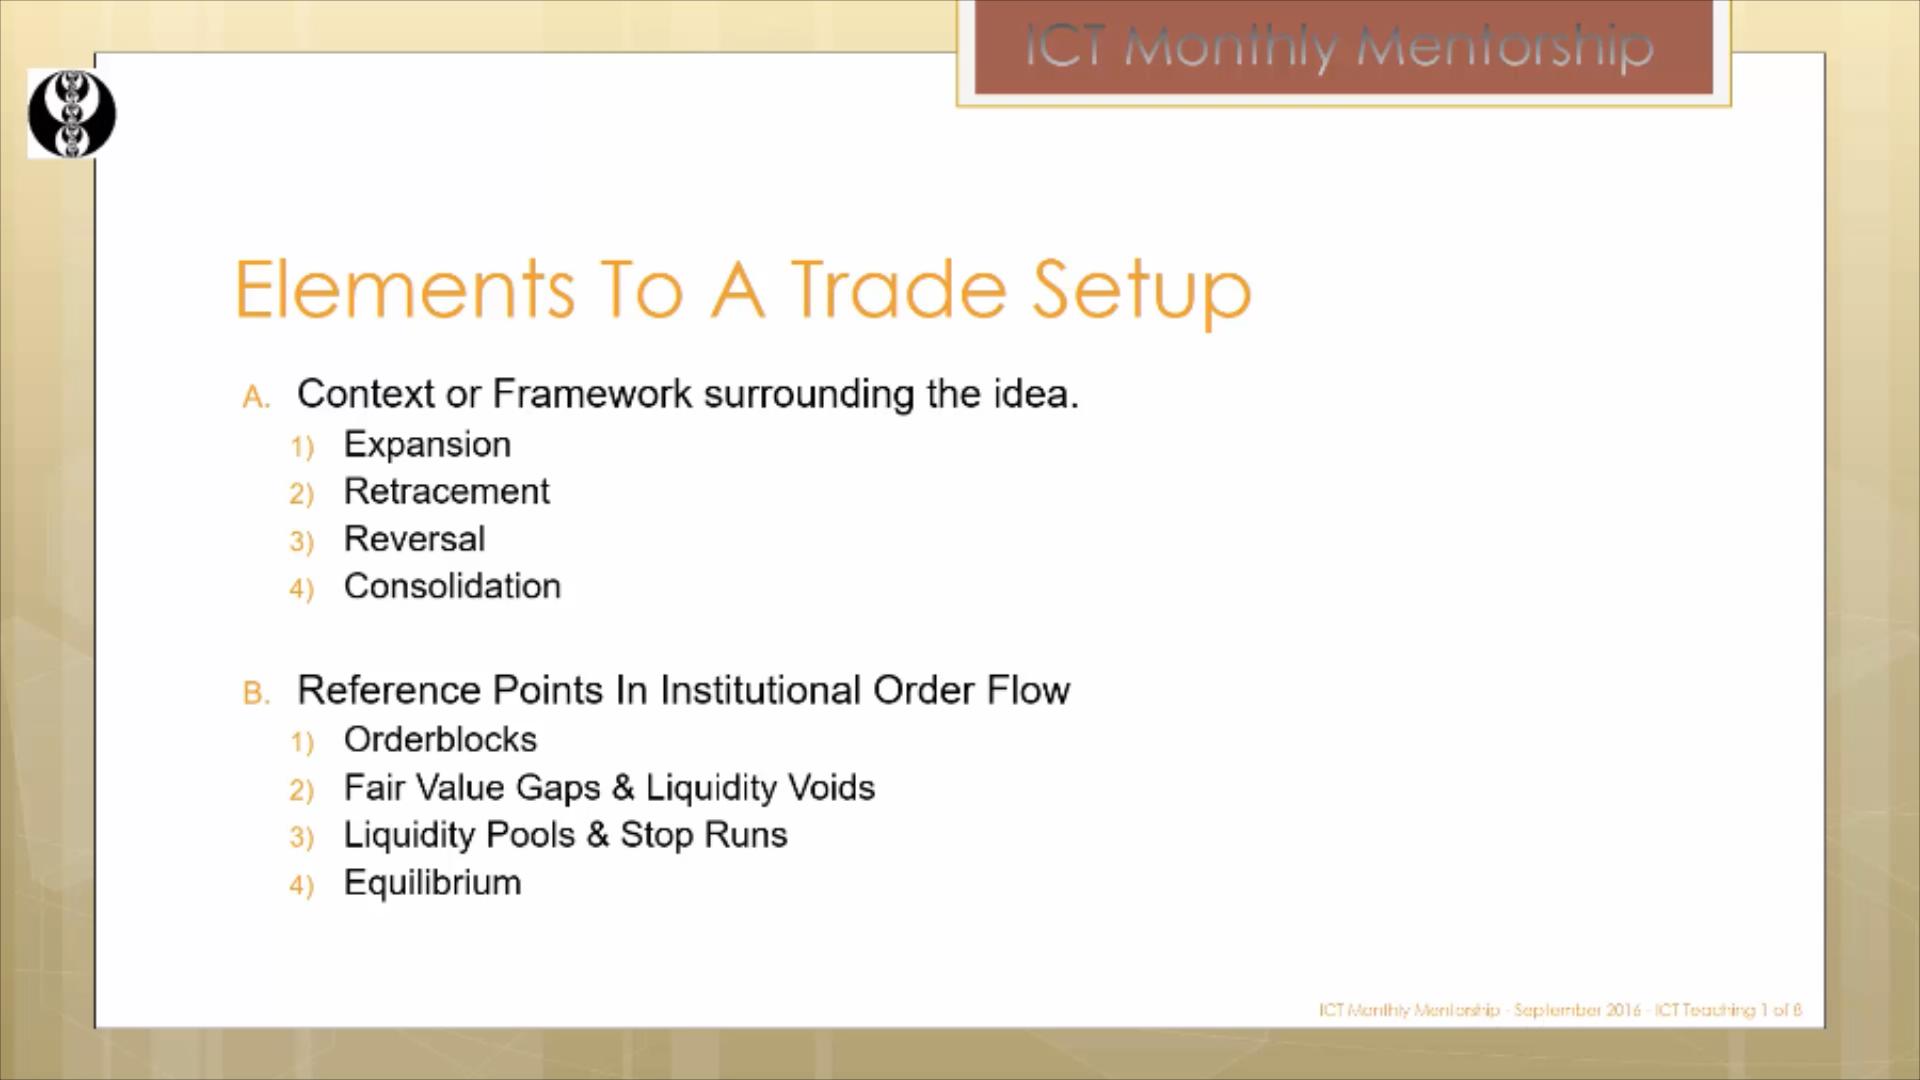 ICT Monthly Mentorship
Elements To A Trade Setup
A. Context or Framework surrounding the idea.
1) Expansion
2) Retracement
3) Reversal
4) Consolidation
B. Reference Points In Institutional Order Flow
1) Orderblocks
2) Fair Value Gaps & Liquidity Voids
3) Liquidity Pools & Stop Runs
4) Equilibrium
ICT Monthly Mentorship - September 2016 - ICT Teaching 1 of 8